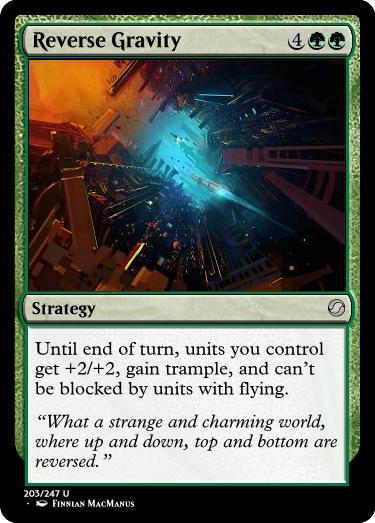 Reverse Gravity 4
Strategy
Until end of turn, units you control
get +2/+2, gain trample, and can't
be blocked by units with flying.
“What a strange and charming world,
where up and down, top and bottom are
reversed.”
203/247 U
· Finnian MacManus